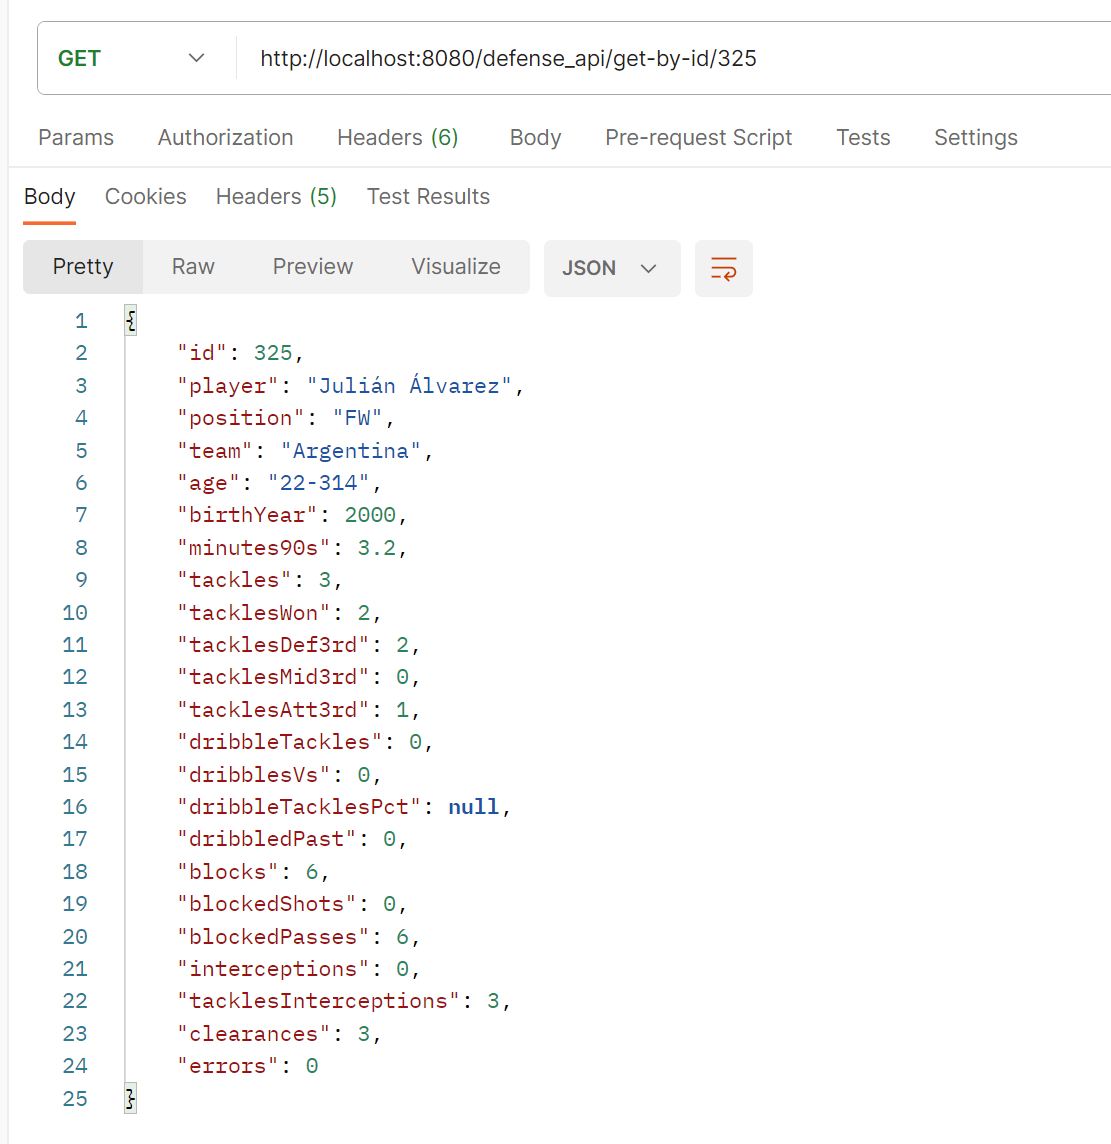 GET http://localhost:8080/defense_api/get-by-id/325
Params Authorization Headers (6) Body Pre-request Script Tests Settings
Body Cookies Headers (5) Test Results
Pretty Raw Preview Visualize JSON
1 {
2 "id": 325,
3 "player": "Julián Álvarez",
4 "position": "FW",
5 "team": "Argentina",
6 "age": "22-314",
7 "birthYear": 2000,
8 "minutes90s": 3.2,
9 "tackles": 3,
10 "tacklesWon": 2,
11 "tacklesDef3rd": 2,
12 "tacklesMid3rd": 0,
13 "tacklesAtt3rd": 1,
14 "dribbleTackles": 0,
15 "dribblesVs": 0,
16 "dribbleTacklesPct": null,
17 "dribbledPast": 0,
18 "blocks": 6,
19 "blockedShots": 0,
20 "blockedPasses": 6,
21 "interceptions": 0,
22 "tacklesInterceptions": 3,
23 "clearances": 3,
24 "errors": 0
25 }